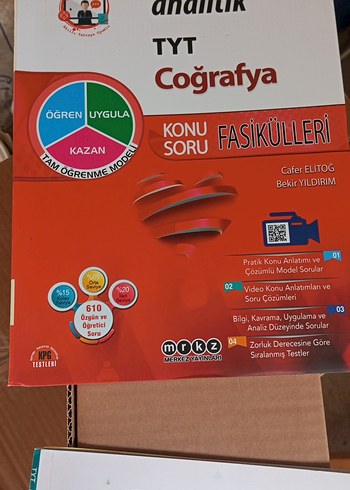 analitik
TYT
Coğrafya
ÖĞREN
UYGULA
KAZAN
TAM ÖĞRENME MODELİ
KONU
SORU
FASİKÜLLERİ
Cafer ELİTOĞ
Bekir YILDIRIM
Pratik Konu Anlatımı ve
Çözümlü Model Sorular
01
02
Video Konu Anlatımları ve
Soru Çözümleri
Bilgi, Kavrama, Uygulama ve
Analiz Düzeyinde Sorular
03
04
Zorluk Derecesine Göre
Sıralanmış Testler
%15
%20
610
Özgün ve
Öğretici
Soru
KPG
TESTLERİ
mrkz
MERKEZ YAYINLARI
TYT